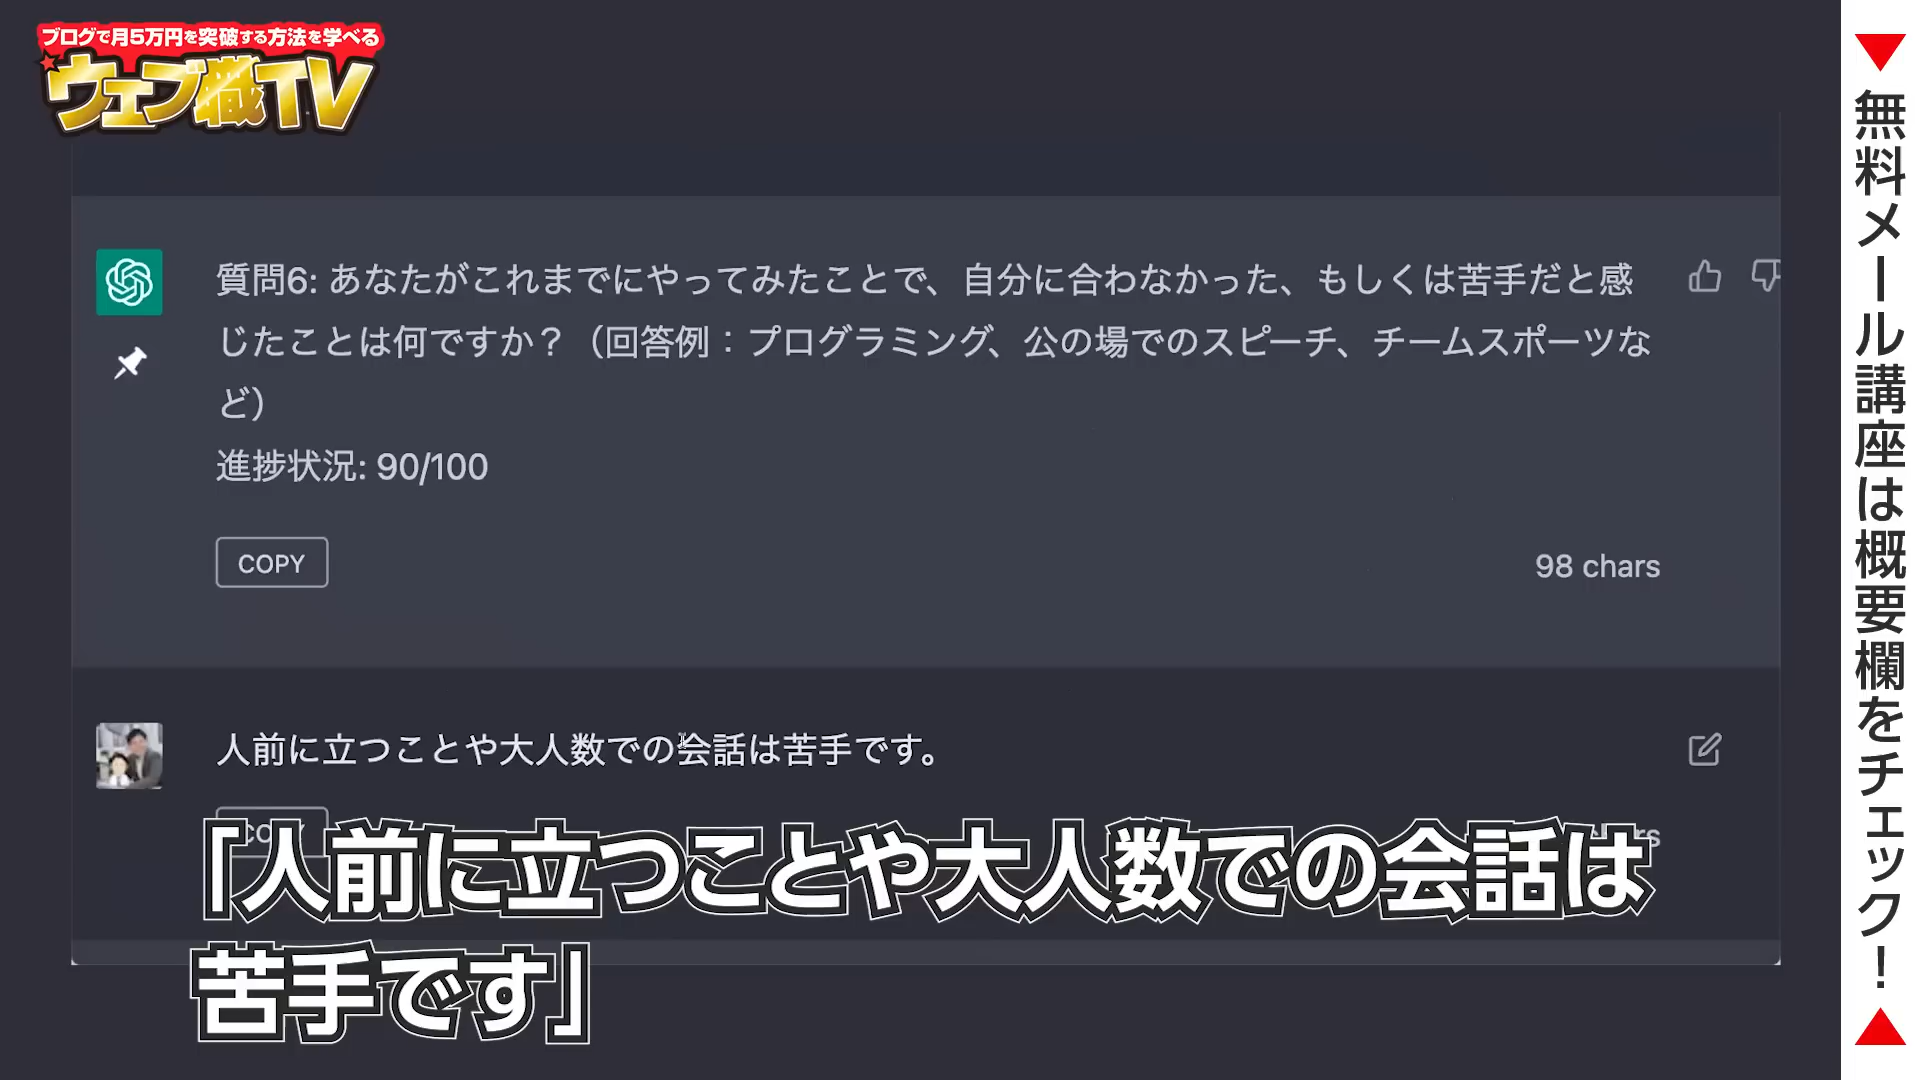 ブログで月5万円を突破する方法を学べる
ウェブ職TV
質問6: あなたがこれまでにやってみたことで、自分に合わなかった、もしくは苦手だと感
じたことは何ですか？（回答例：プログラミング、公の場でのスピーチ、チームスポーツな
ど）
進捗状況: 90/100
COPY
98 chars
人前に立つことや大人数での会話は苦手です。
「人前に立つことや大人数での会話は
苦手です」
▼無料メール講座は概要欄をチェック！▲